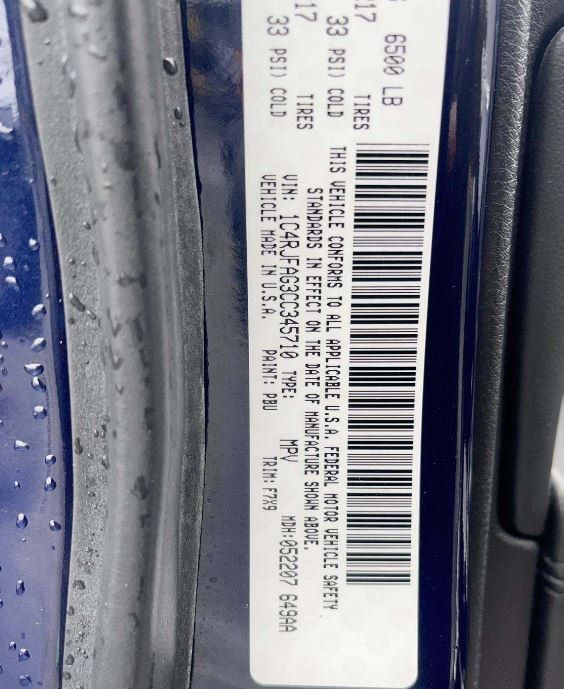 6500 LB
17 TIRES
33 PSI) COLD
17 TIRES
33 PSI) COLD
THIS VEHICLE CONFORMS TO ALL APPLICABLE U.S.A. FEDERAL MOTOR VEHICLE SAFETY
STANDARDS IN EFFECT ON THE DATE OF MANUFACTURE SHOWN ABOVE.
VIN: 1C4RJFAG3CC345710 TYPE: MPV MDH:052207 649AA
VEHICLE MADE IN U.S.A. PAINT: PBU TRIM: F7X9